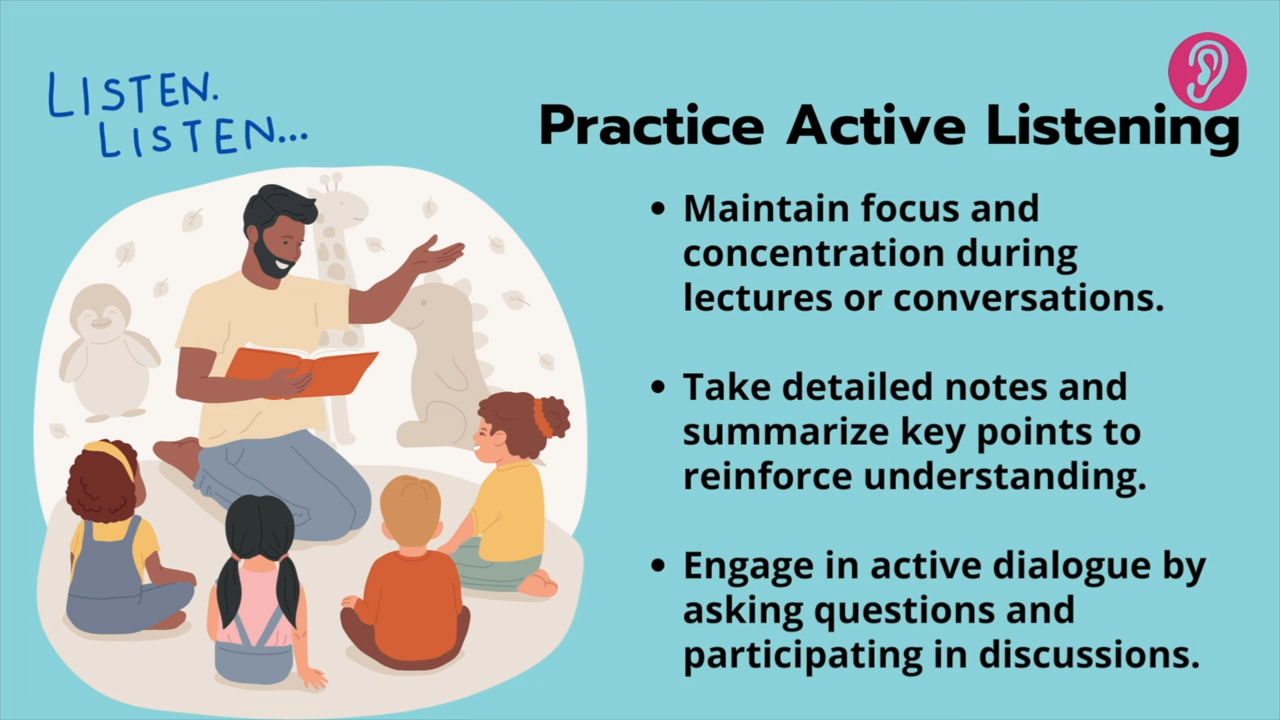 LISTEN.
LISTEN...
Practice Active Listening
• Maintain focus and
concentration during
lectures or conversations.
• Take detailed notes and
summarize key points to
reinforce understanding.
• Engage in active dialogue by
asking questions and
participating in discussions.